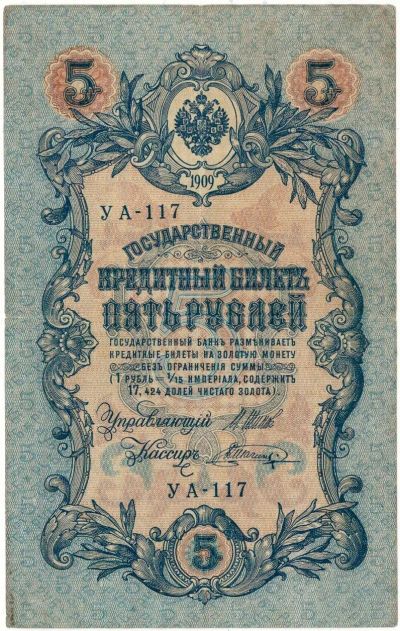 5 5
1909
УА-117
ГОСУДАРСТВЕННЫЙ
КРЕДИТНЫЙ БИЛЕТЪ
ПЯТЬ РУБЛЕЙ
ГОСУДАРСТВЕННЫЙ БАНКЪ РАЗМѢНИВАЕТЪ
КРЕДИТНЫЕ БИЛЕТЫ НА ЗОЛОТУЮ МОНЕТУ
БЕЗЪ ОГРАНИЧЕНІЯ СУММЫ
(1 РУБЛЬ = 1/15 ИМПЕРІАЛА, СОДЕРЖИТЪ
17,424 ДОЛЕЙ ЧИСТАГО ЗОЛОТА).
Управляющій
Кассиръ
УА-117
5